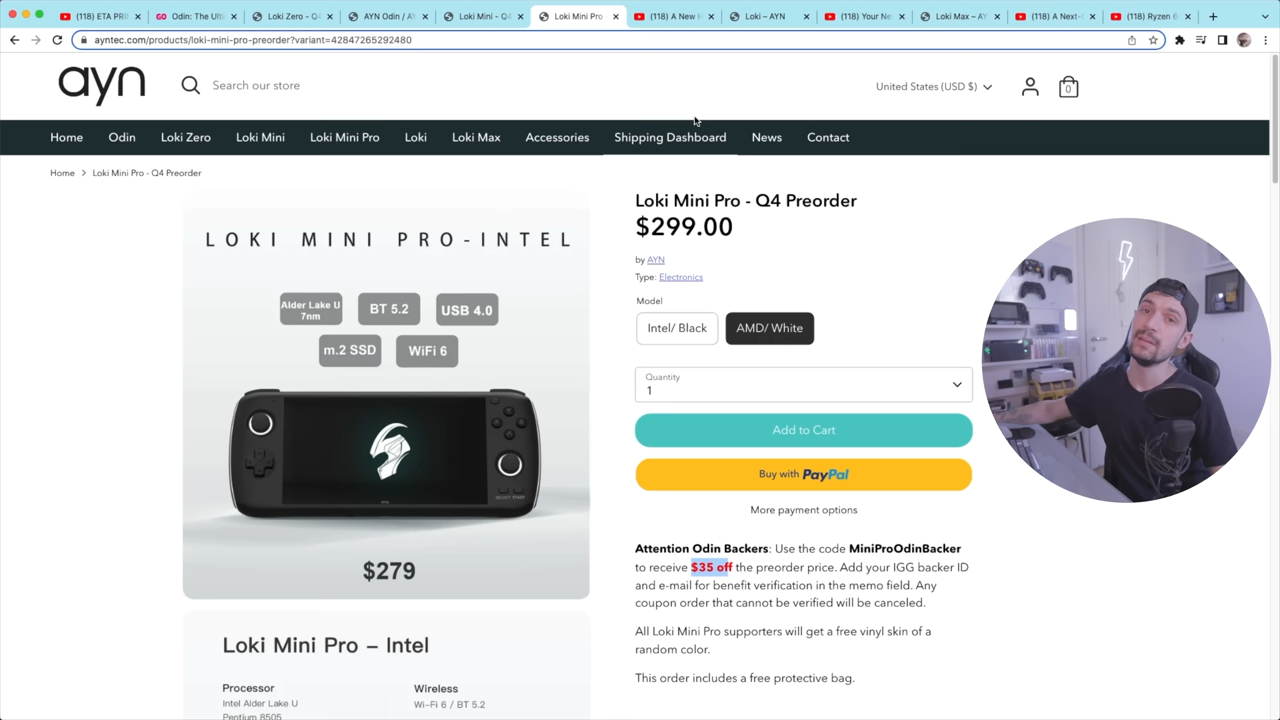 (118) ETA PRI
Odin: The Ulti
Loki Zero - Q4
AYN Odin / AY
Loki Mini - Q4
Loki Mini Pro
(118) A New H
Loki – AYN
(118) Your Ne
Loki Max – AY
(118) A Next-G
(118) Ryzen 6
ayntec.com/products/loki-mini-pro-preorder?variant=42847265292480
ayn
Search our store
United States (USD $)
0
Home Odin Loki Zero Loki Mini Loki Mini Pro Loki Loki Max Accessories Shipping Dashboard News Contact
Home > Loki Mini Pro - Q4 Preorder
LOKI MINI PRO-INTEL
Alder Lake U
7nm
BT 5.2
USB 4.0
m.2 SSD
WiFi 6
$279
Loki Mini Pro – Intel
Processor
Intel Alder Lake U
Pentium 8505
Wireless
Wi-Fi 6 / BT 5.2
Loki Mini Pro - Q4 Preorder
$299.00
by AYN
Type: Electronics
Model
Intel/ Black
AMD/ White
Quantity
1
Add to Cart
Buy with PayPal
More payment options
Attention Odin Backers: Use the code MiniProOdinBacker
to receive $35 off the preorder price. Add your IGG backer ID
and e-mail for benefit verification in the memo field. Any
coupon order that cannot be verified will be canceled.
All Loki Mini Pro supporters will get a free vinyl skin of a
random color.
This order includes a free protective bag.